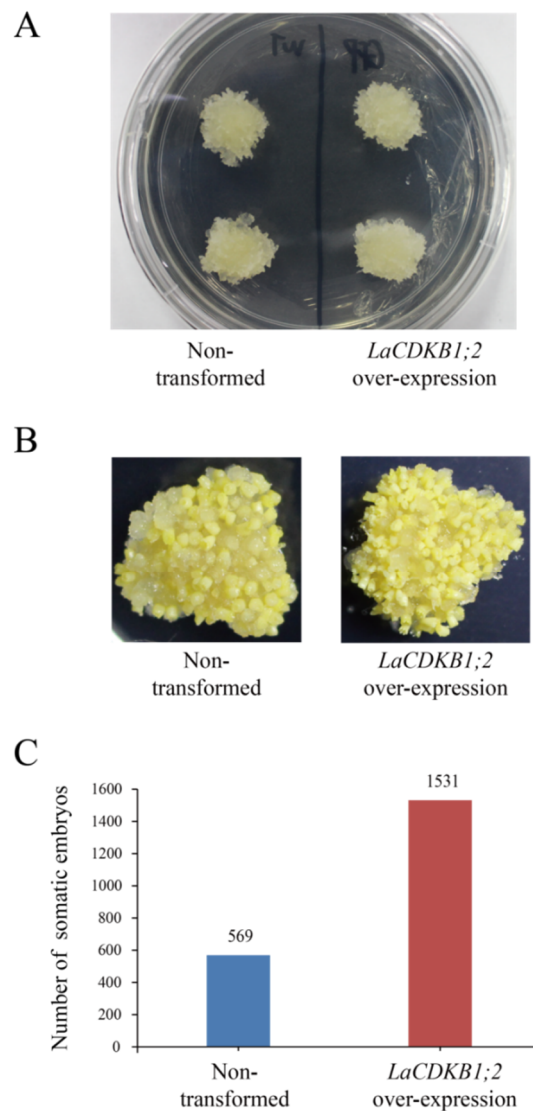 A
WT
Non-
transformed
LaCDKB1;2
over-expression
B
Non-
transformed
LaCDKB1;2
over-expression
C
Number of somatic embryos
1600
1400
1200
1000
800
600
400
200
0
569
1531
Non-
transformed
LaCDKB1;2
over-expression